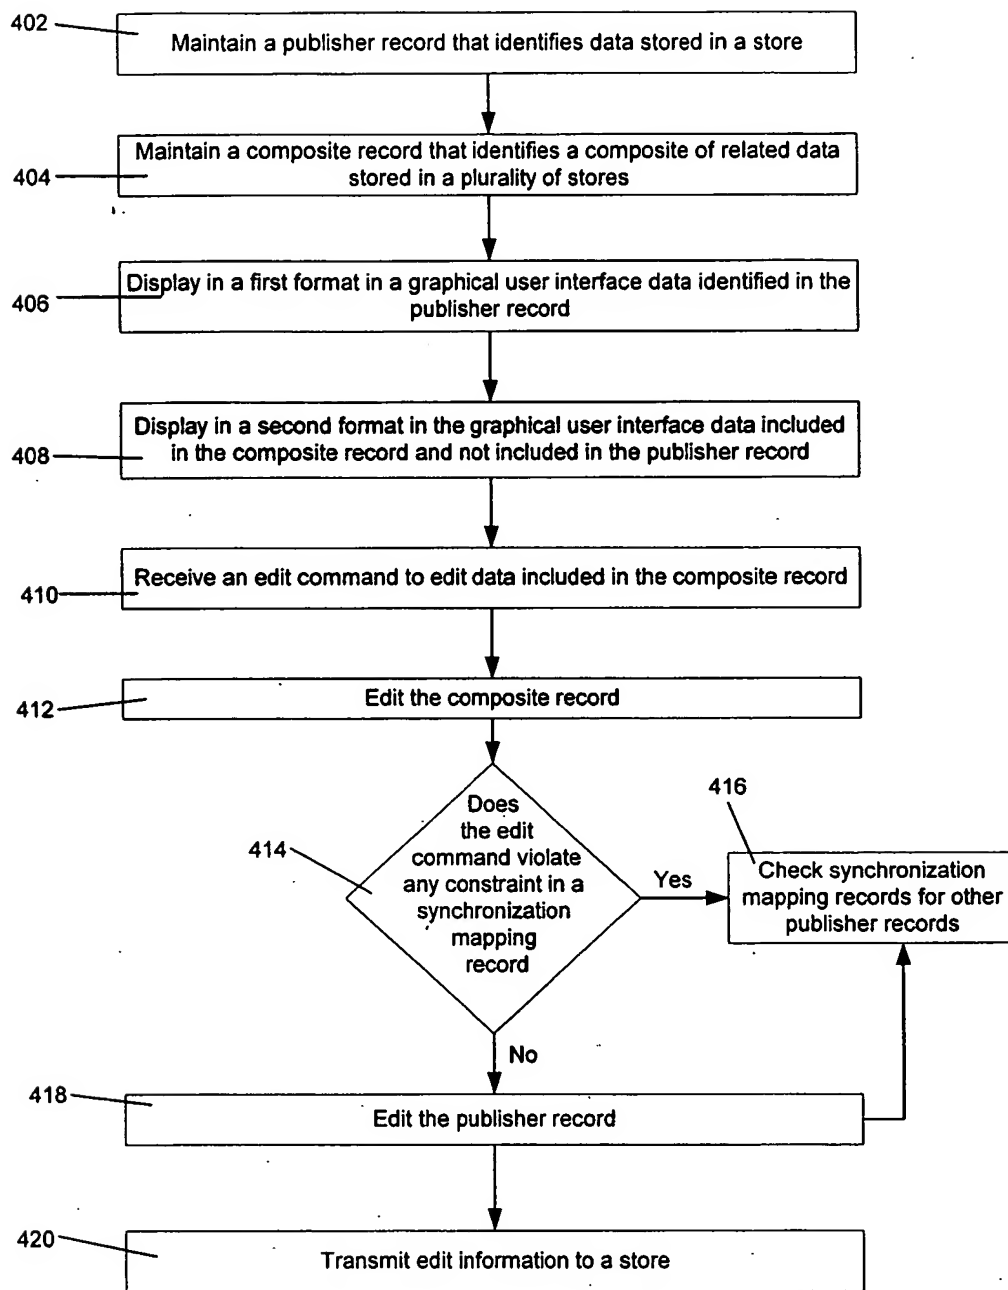 402
Maintain a publisher record that identifies data stored in a store
404
Maintain a composite record that identifies a composite of related data
stored in a plurality of stores
406
Display in a first format in a graphical user interface data identified in the
publisher record
408
Display in a second format in the graphical user interface data included
in the composite record and not included in the publisher record
410
Receive an edit command to edit data included in the composite record
412
Edit the composite record
414
Does
the edit
command violate
any constraint in a
synchronization
mapping
record
Yes
416
Check synchronization
mapping records for other
publisher records
No
418
Edit the publisher record
420
Transmit edit information to a store